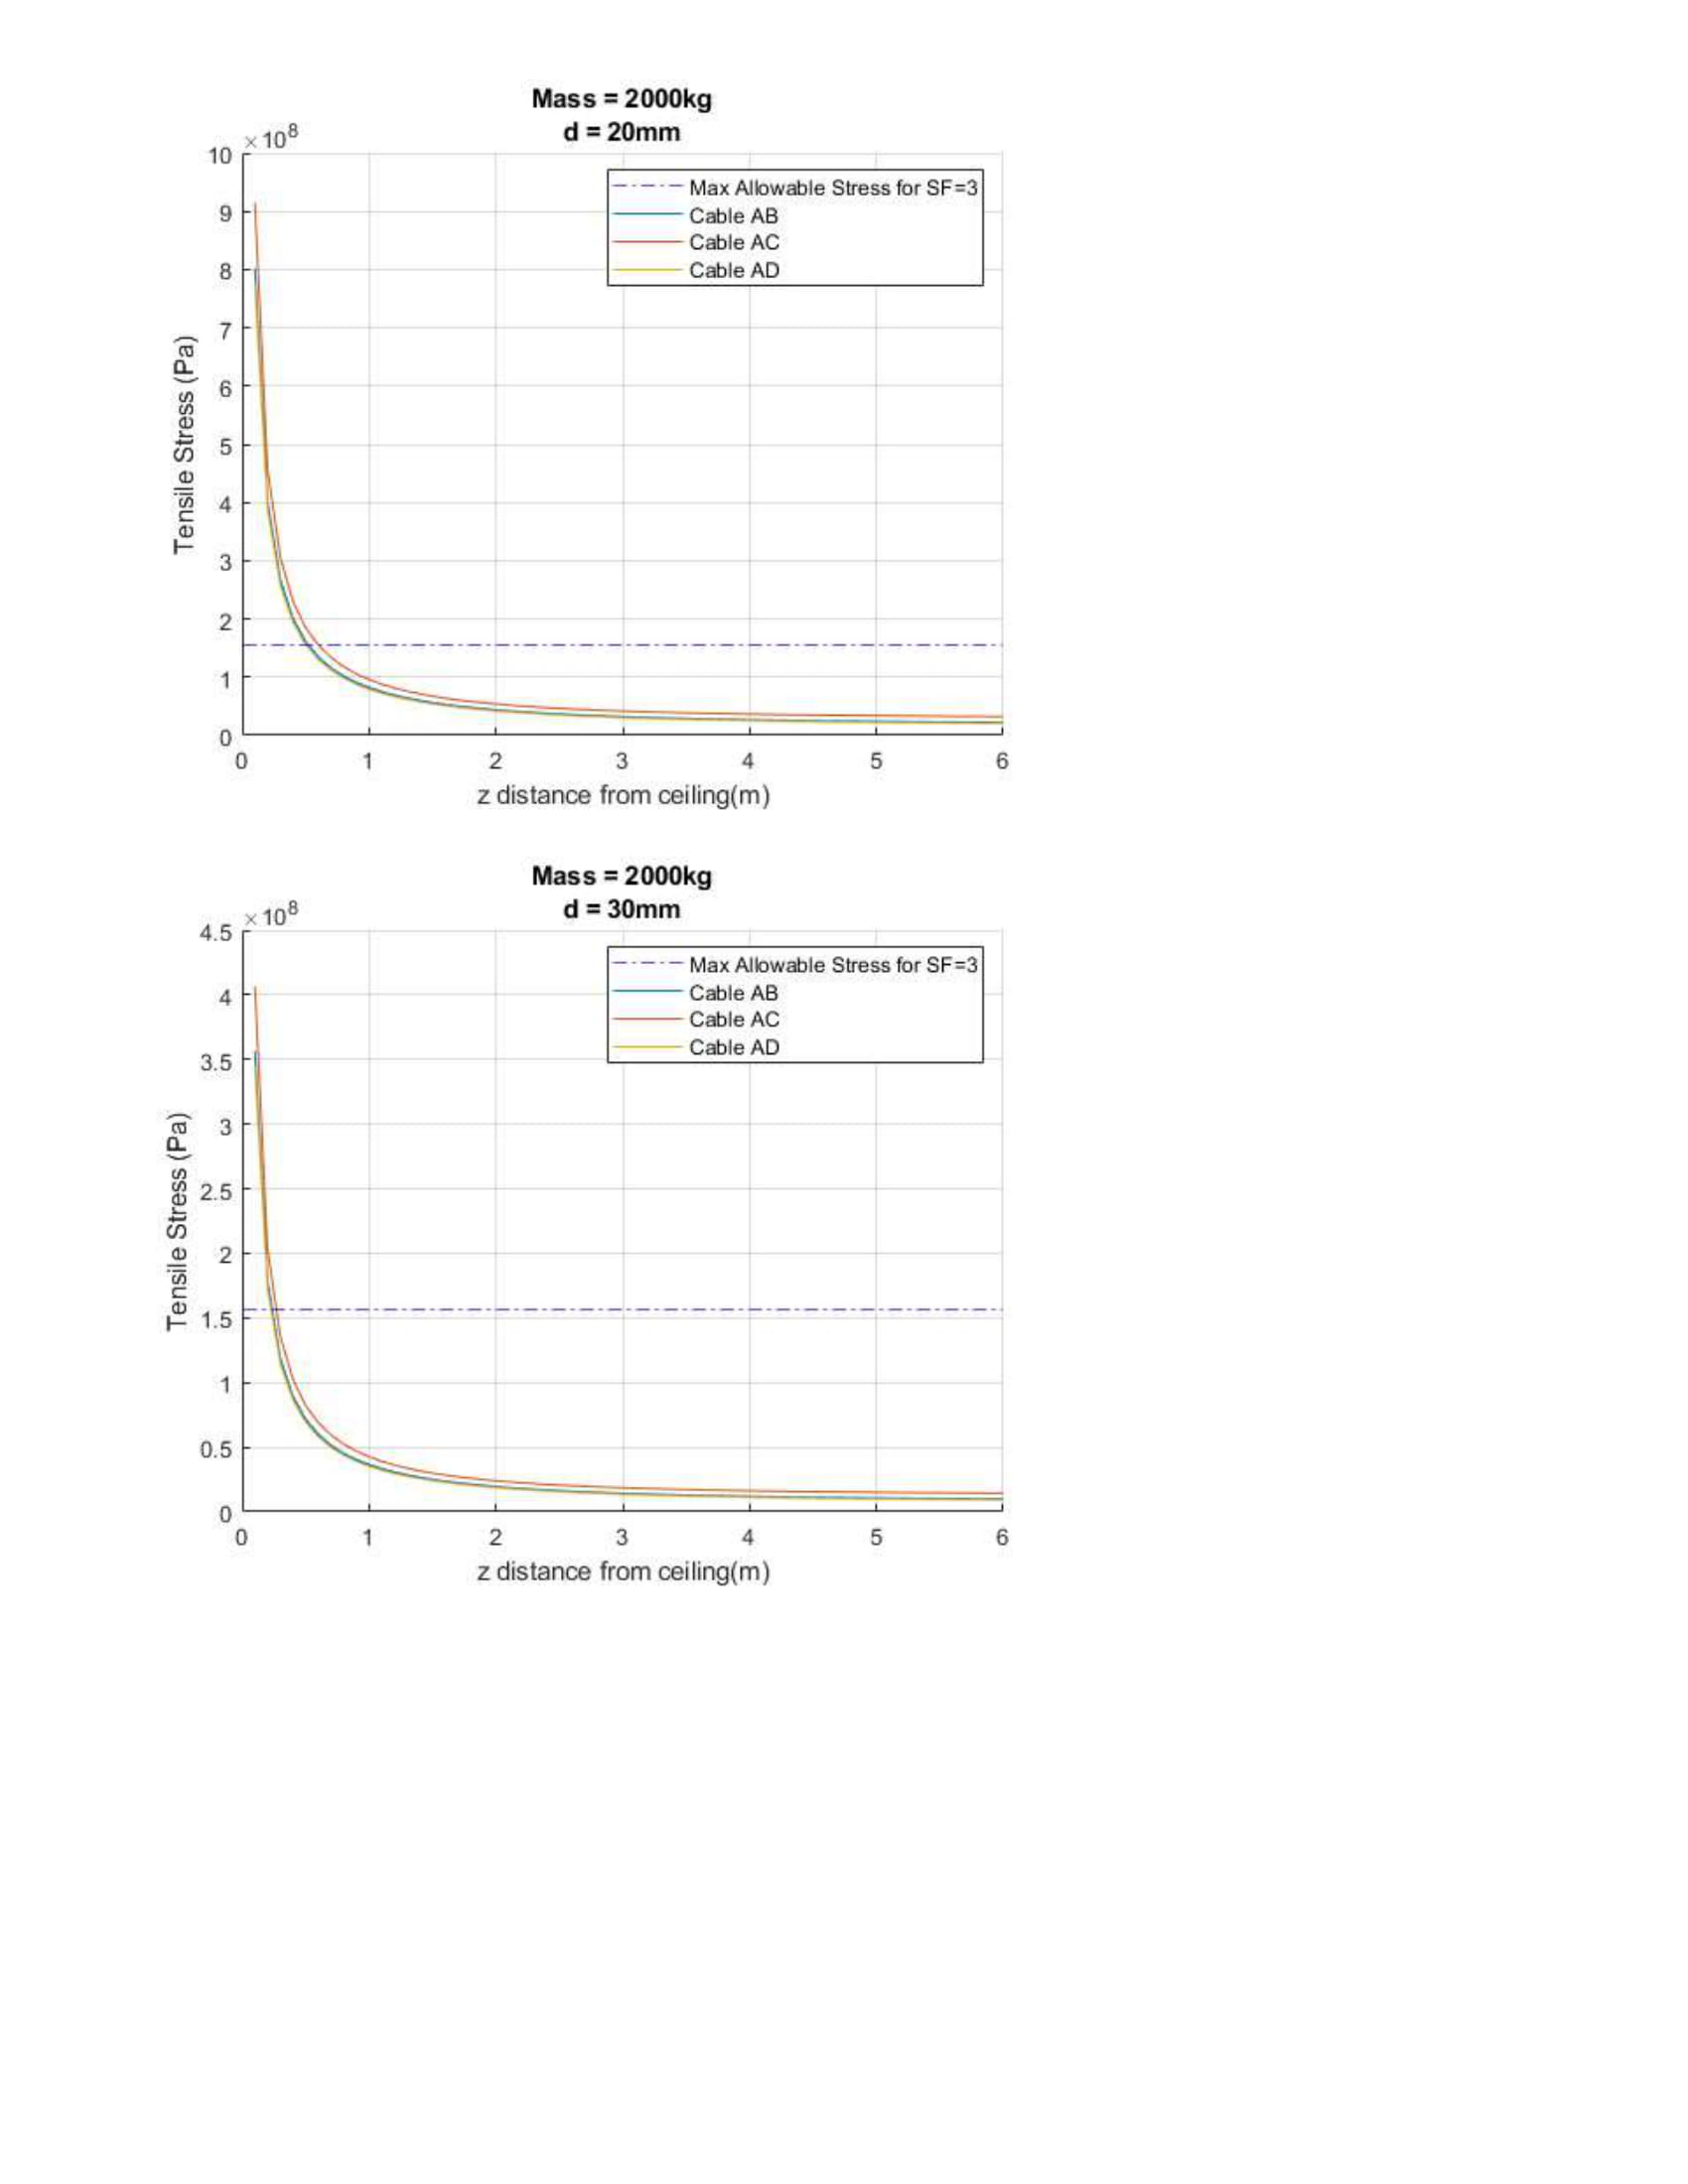 Mass = 2000kg
d = 20mm
×10^8
10
9
8
7
6
5
4
3
2
1
0
Tensile Stress (Pa)
Max Allowable Stress for SF=3
Cable AB
Cable AC
Cable AD
0 1 2 3 4 5 6
z distance from ceiling(m)
Mass = 2000kg
d = 30mm
×10^8
4.5
4
3.5
3
2.5
2
1.5
1
0.5
0
Tensile Stress (Pa)
Max Allowable Stress for SF=3
Cable AB
Cable AC
Cable AD
0 1 2 3 4 5 6
z distance from ceiling(m)